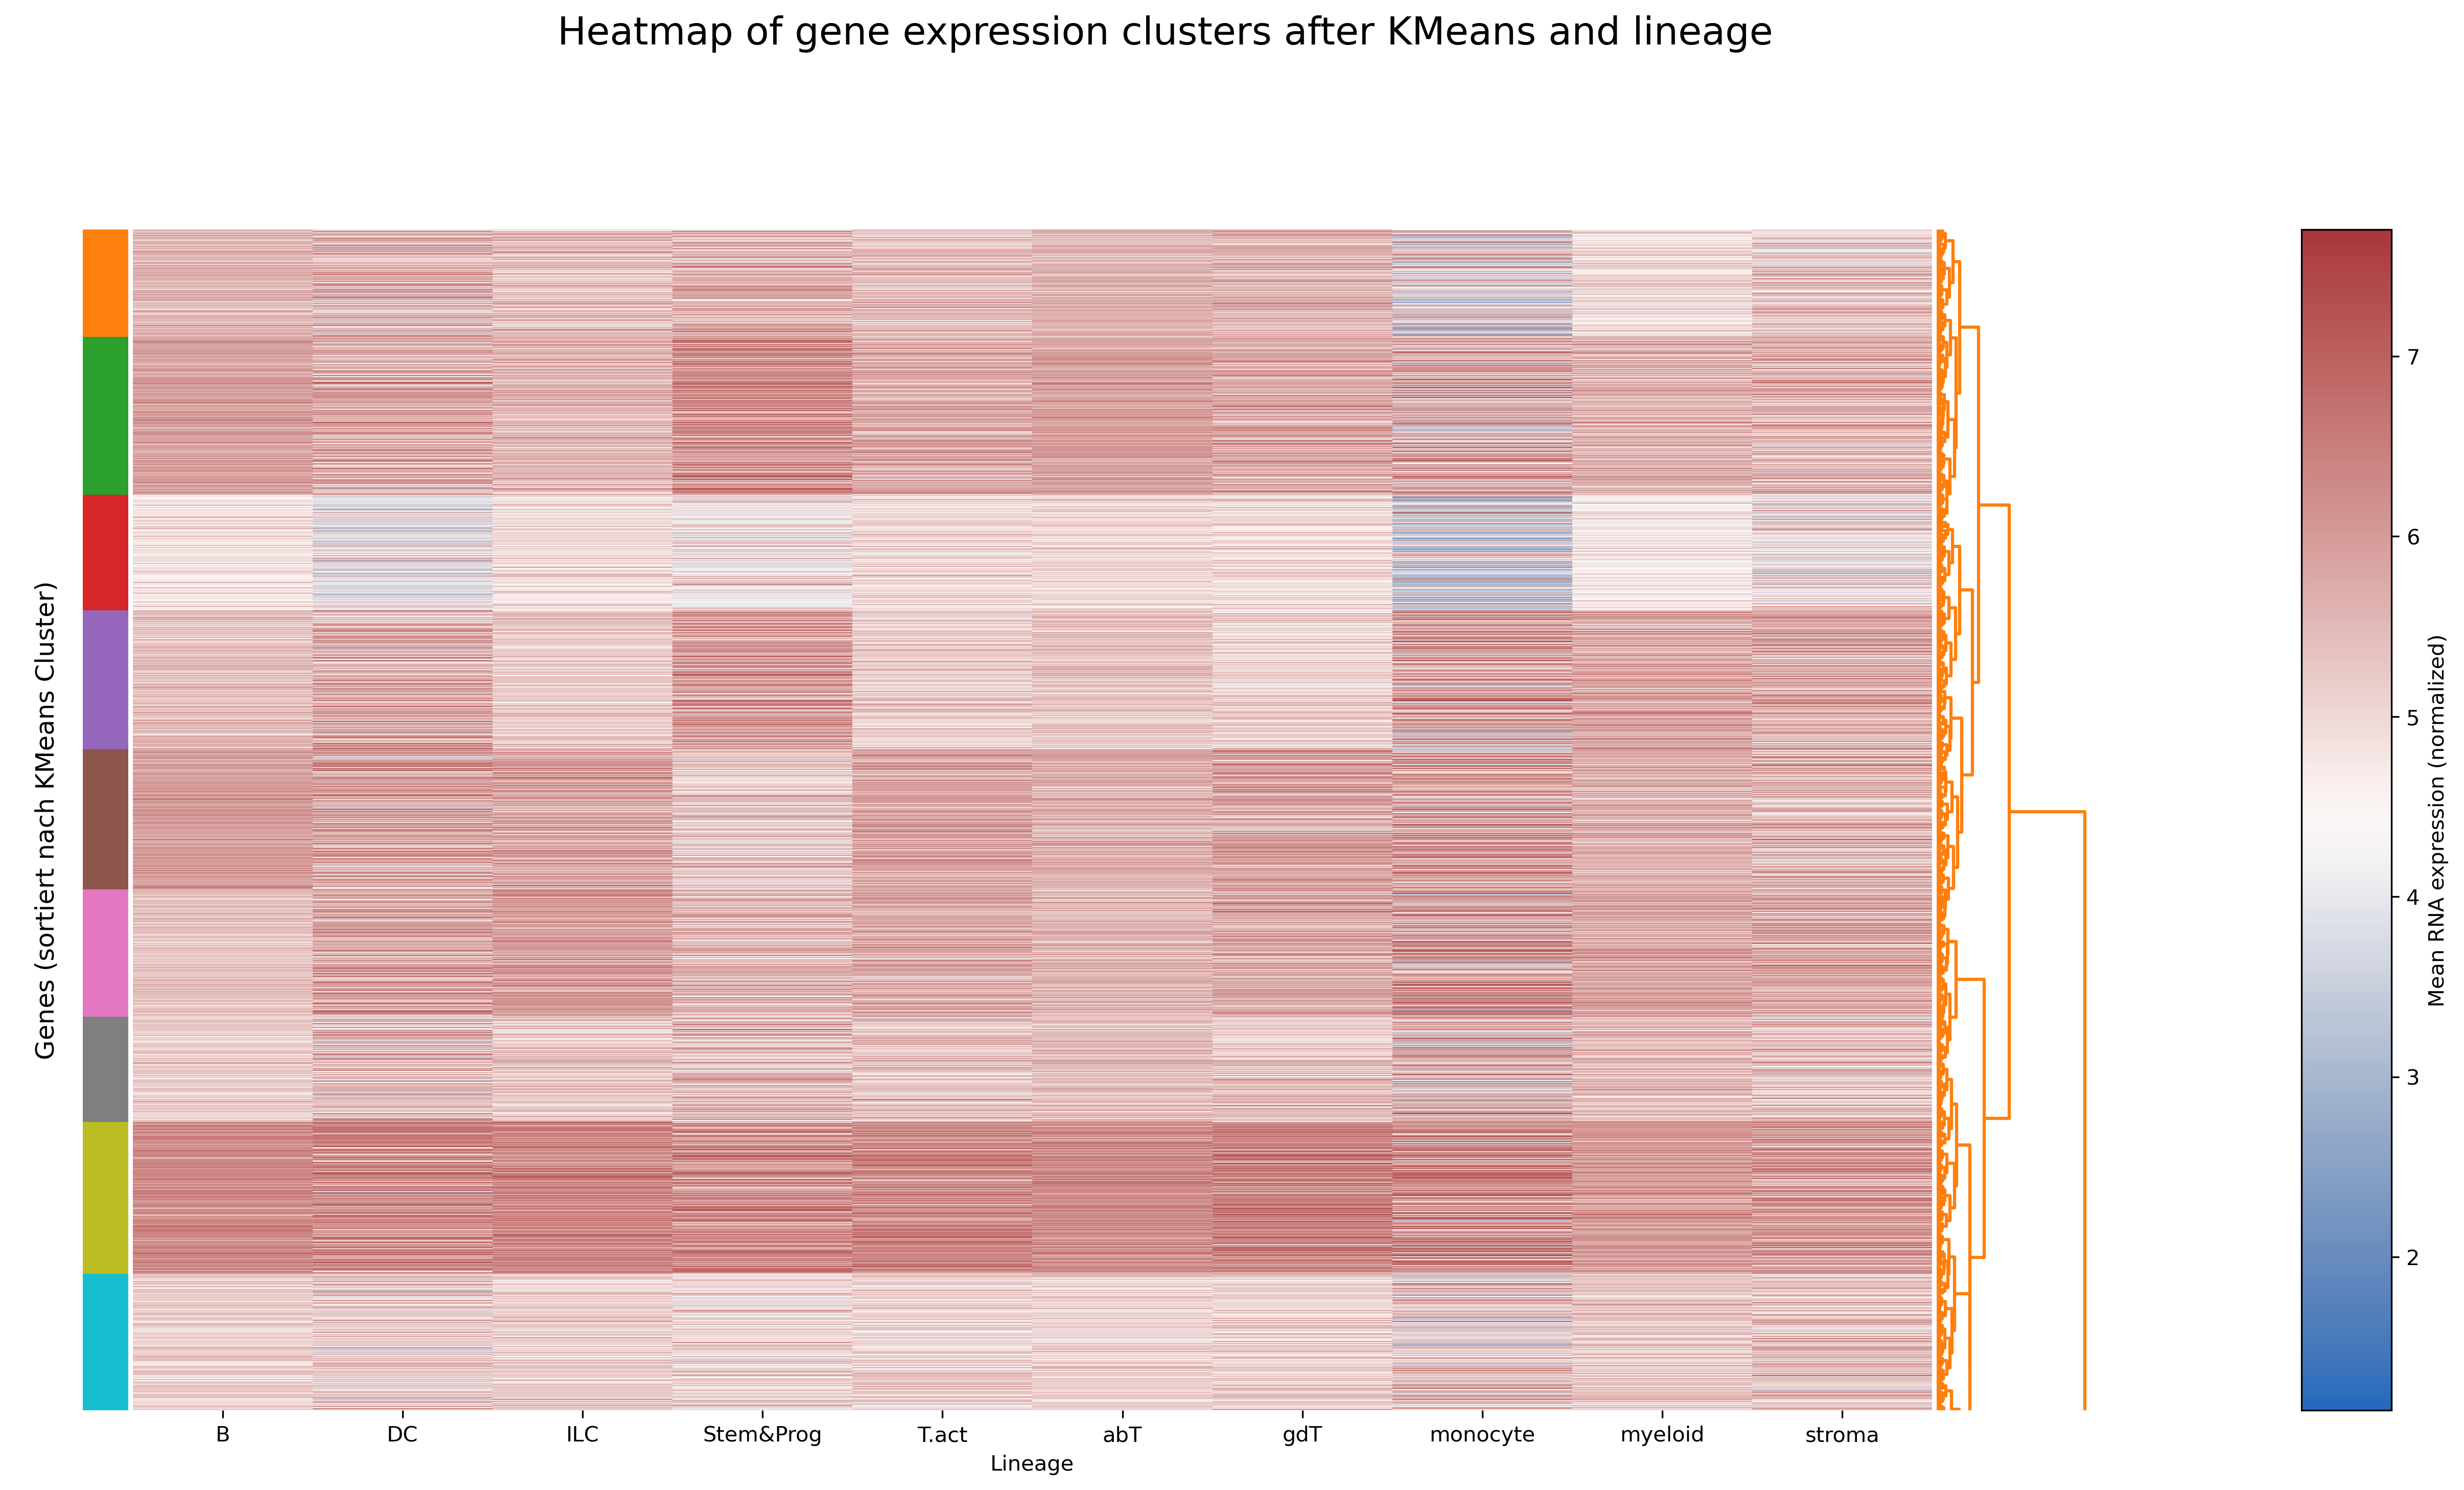 Heatmap of gene expression clusters after KMeans and lineage
Genes (sortiert nach KMeans Cluster)
B
DC
ILC
Stem&Prog
T.act
abT
gdT
monocyte
myeloid
stroma
Lineage
7
6
5
4
3
2
Mean RNA expression (normalized)